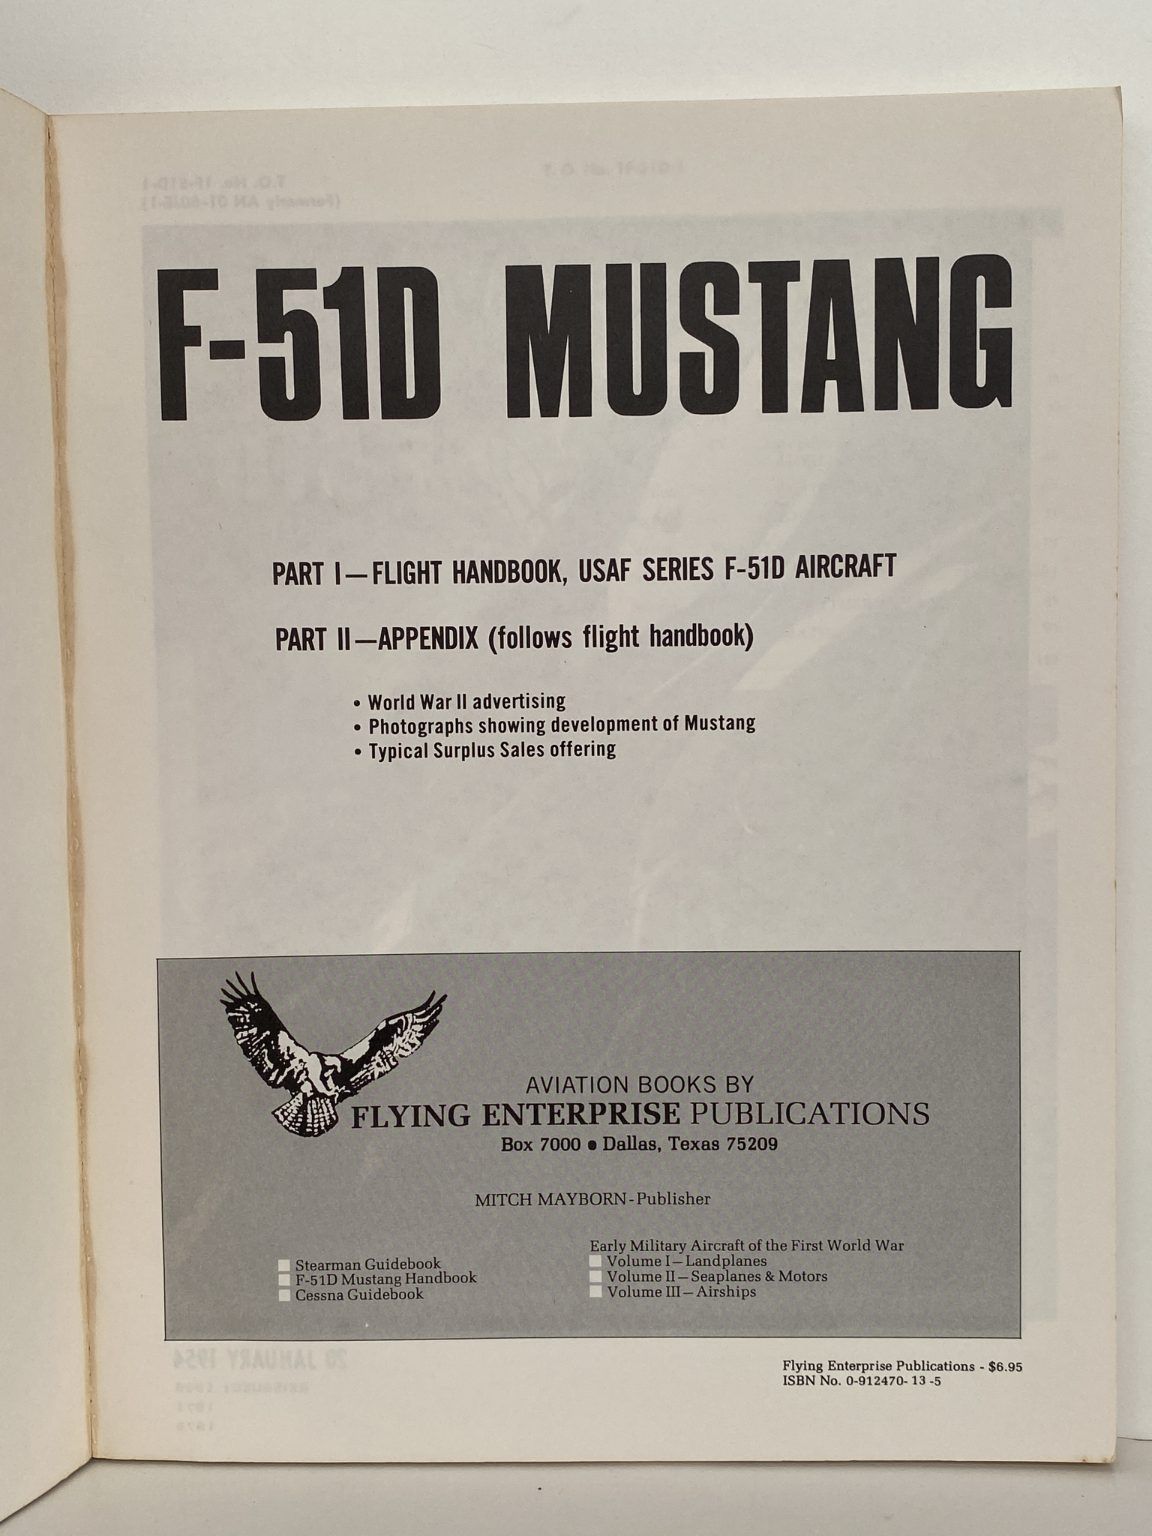 F-51D MUSTANG
PART I—FLIGHT HANDBOOK, USAF SERIES F-51D AIRCRAFT
PART II—APPENDIX (follows flight handbook)
• World War II advertising
• Photographs showing development of Mustang
• Typical Surplus Sales offering
AVIATION BOOKS BY
FLYING ENTERPRISE PUBLICATIONS
Box 7000 • Dallas, Texas 75209
MITCH MAYBORN-Publisher
Stearman Guidebook
F-51D Mustang Handbook
Cessna Guidebook
Early Military Aircraft of the First World War
Volume I—Landplanes
Volume II—Seaplanes & Motors
Volume III—Airships
Flying Enterprise Publications - $6.95
ISBN No. 0-912470- 13 -5
20 JANUARY 1954